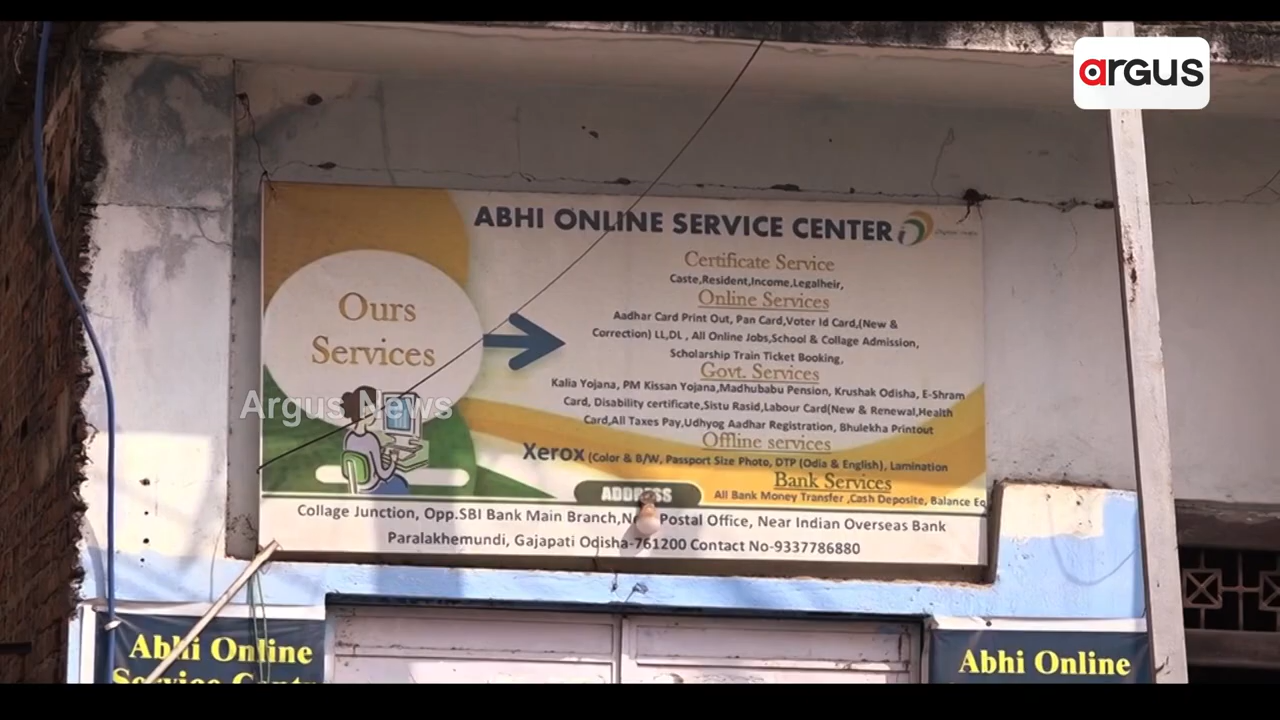 argus
ABHI ONLINE SERVICE CENTER
Certificate Service
Caste,Resident,Income,Legalheir,
Online Services
Aadhar Card Print Out, Pan Card,Voter Id Card,(New &
Correction) LL,DL , All Online Jobs,School & Collage Admission,
Scholarship Train Ticket Booking,
Govt. Services
Kalia Yojana, PM Kissan Yojana,Madhubabu Pension, Krushak Odisha, E-Shram
Card, Disability certificate,Sistu Rasid,Labour Card(New & Renewal,Health
Card,All Taxes Pay,Udhyog Aadhar Registration, Bhulekha Printout
Offline services
Xerox (Color & B/W, Passport Size Photo, DTP (Odia & English), Lamination
Bank Services
All Bank Money Transfer ,Cash Deposite, Balance Eq
Ours
Services
Argus News
ADDRESS
Collage Junction, Opp.SBI Bank Main Branch, Postal Office, Near Indian Overseas Bank
Paralakhemundi, Gajapati Odisha-761200 Contact No-9337786880
Abhi Online
Service Centr
Abhi Online